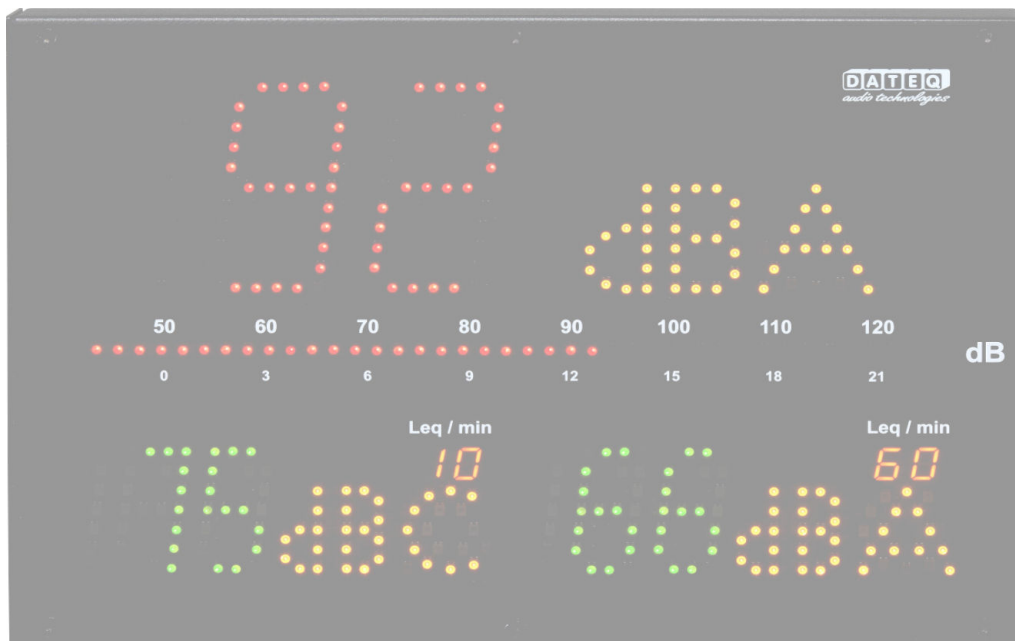 DATEQ
audio technologies
92 dBA
50 60 70 80 90 100 110 120
dB
0 3 6 9 12 15 18 21
Leq / min Leq / min
10 60
75 dBC 66 dBA